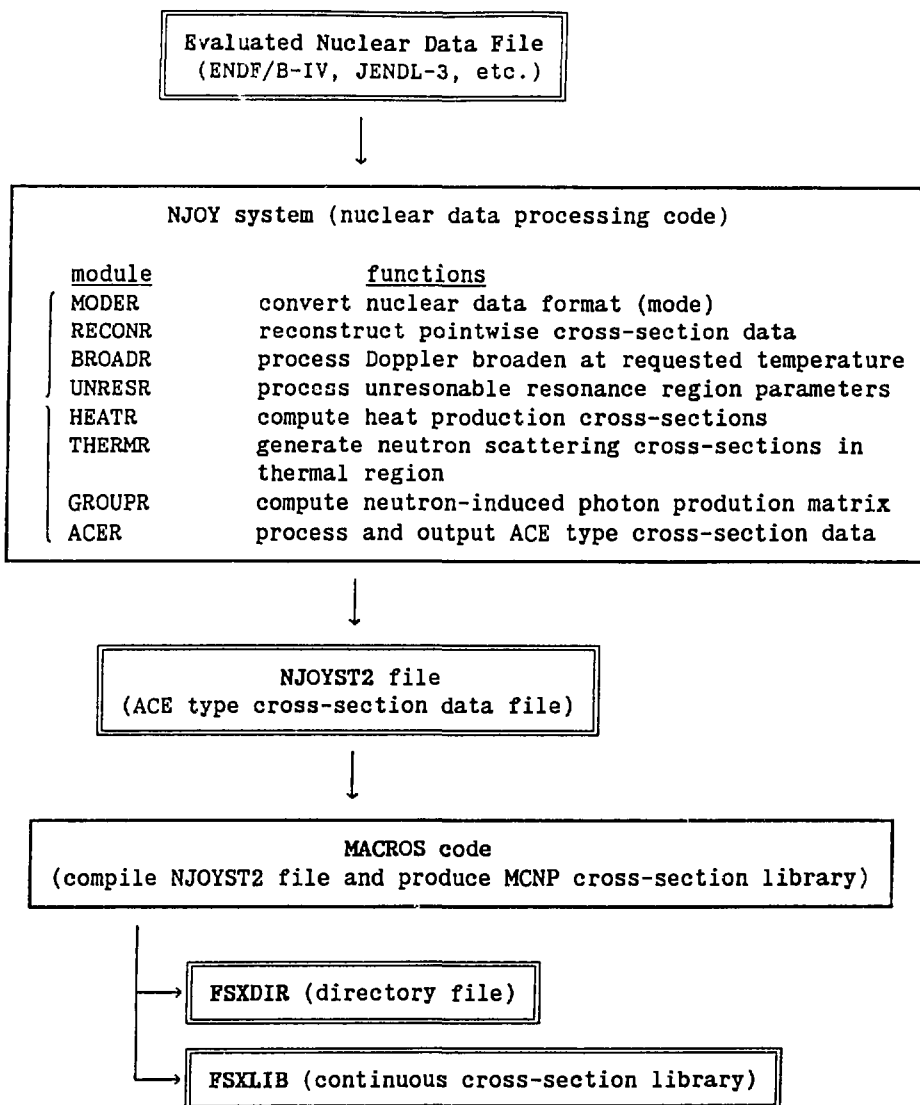 Evaluated Nuclear Data File
(ENDF/B-IV, JENDL-3, etc.)
NJOY system (nuclear data processing code)
module functions
MODER convert nuclear data format (mode)
RECONR reconstruct pointwise cross-section data
BROADR process Doppler broaden at requested temperature
UNRESR process unresonable resonance region parameters
HEATR compute heat production cross-sections
THERMR generate neutron scattering cross-sections in
thermal region
GROUPR compute neutron-induced photon prodution matrix
ACER process and output ACE type cross-section data
NJOYST2 file
(ACE type cross-section data file)
MACROS code
(compile NJOYST2 file and produce MCNP cross-section library)
FSXDIR (directory file)
FSXLIB (continuous cross-section library)